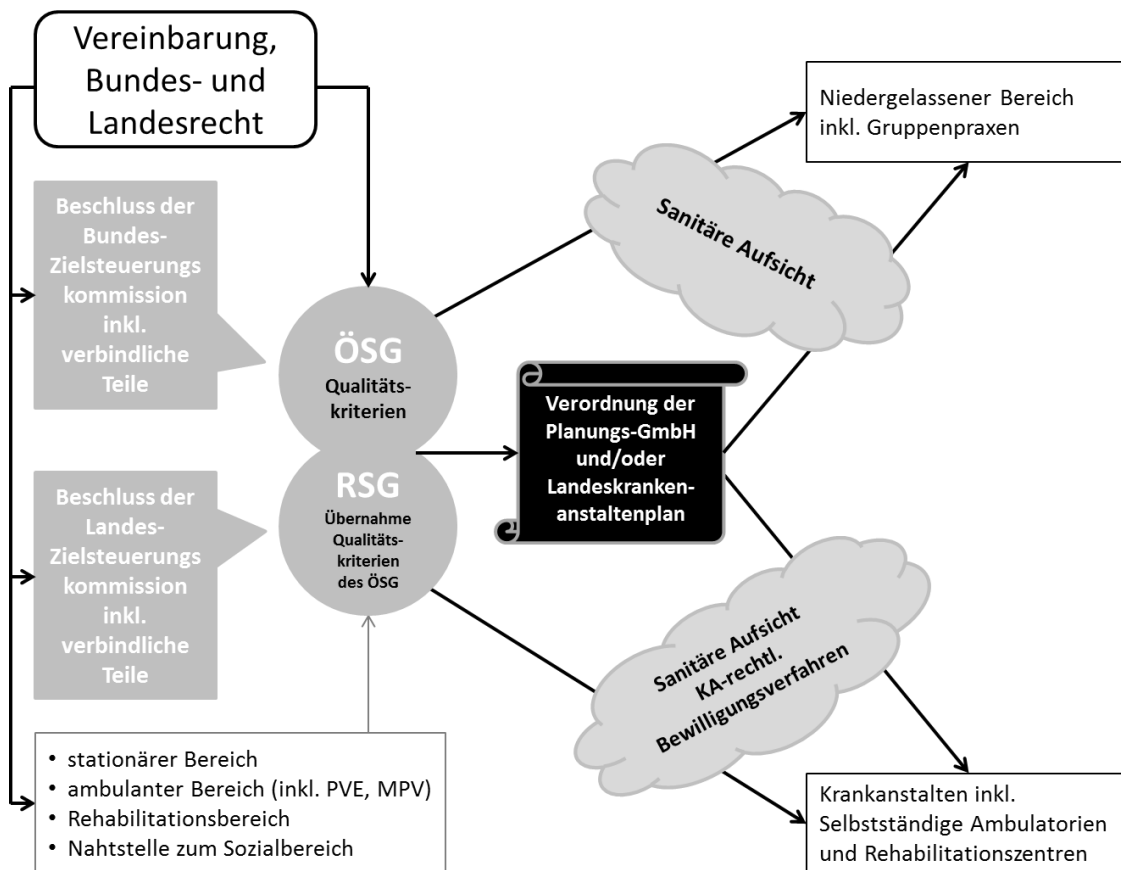 Vereinbarung,
Bundes- und
Landesrecht
Niedergelassener Bereich
inkl. Gruppenpraxen
Beschluss der
Bundes-
Zielsteuerungs
kommission
inkl.
verbindliche
Teile
Sanitäre Aufsicht
ÖSG
Qualitäts-
kriterien
Verordnung der
Planungs-GmbH
und/oder
Landeskranken-
anstaltenplan
Beschluss der
Landes-
Zielsteuerungs
kommission
inkl.
verbindliche
Teile
RSG
Übernahme
Qualitäts-
kriterien
des ÖSG
Sanitäre Aufsicht
KA-rechtl.
Bewilligungsverfahren
• stationärer Bereich
• ambulanter Bereich (inkl. PVE, MPV)
• Rehabilitationsbereich
• Nahtstelle zum Sozialbereich
Krankanstalten inkl.
Selbstständige Ambulatorien
und Rehabilitationszentren